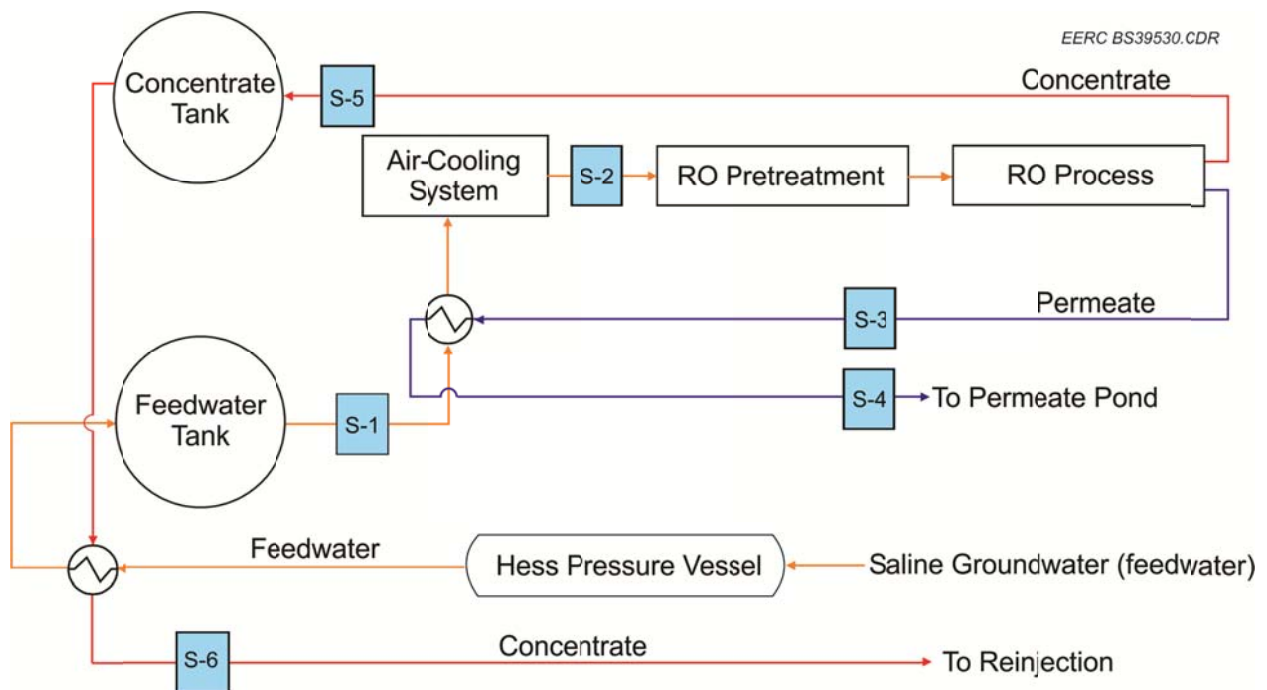 EERC BS39530.CDR
Concentrate
Tank
S-5
Concentrate
Air-Cooling
System
S-2
RO Pretreatment
RO Process
S-3
Permeate
Feedwater
Tank
S-1
S-4
To Permeate Pond
Feedwater
Hess Pressure Vessel
Saline Groundwater (feedwater)
S-6
Concentrate
To Reinjection